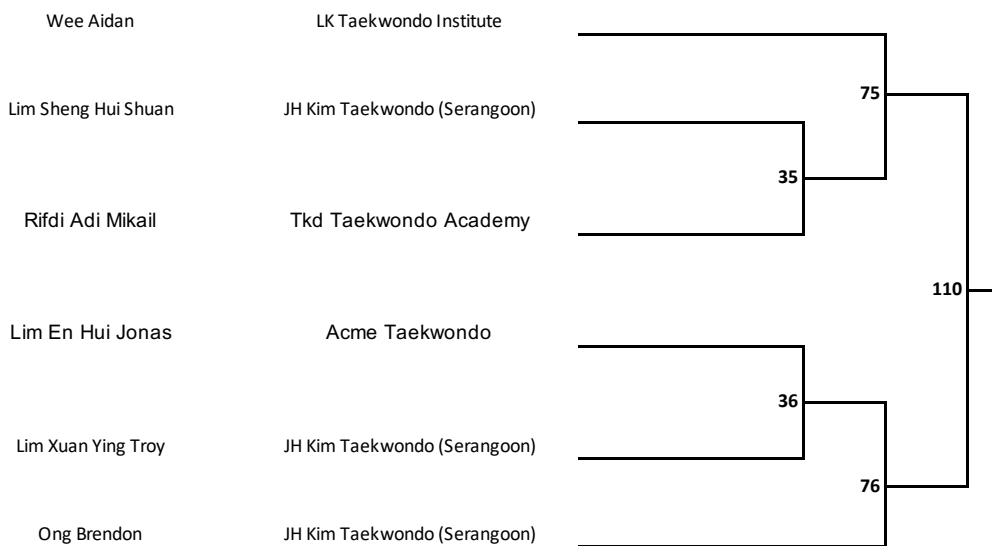 Wee Aidan LK Taekwondo Institute
75
Lim Sheng Hui Shuan JH Kim Taekwondo (Serangoon)
35
Rifdi Adi Mikail Tkd Taekwondo Academy
110
Lim En Hui Jonas Acme Taekwondo
36
Lim Xuan Ying Troy JH Kim Taekwondo (Serangoon)
76
Ong Brendon JH Kim Taekwondo (Serangoon)